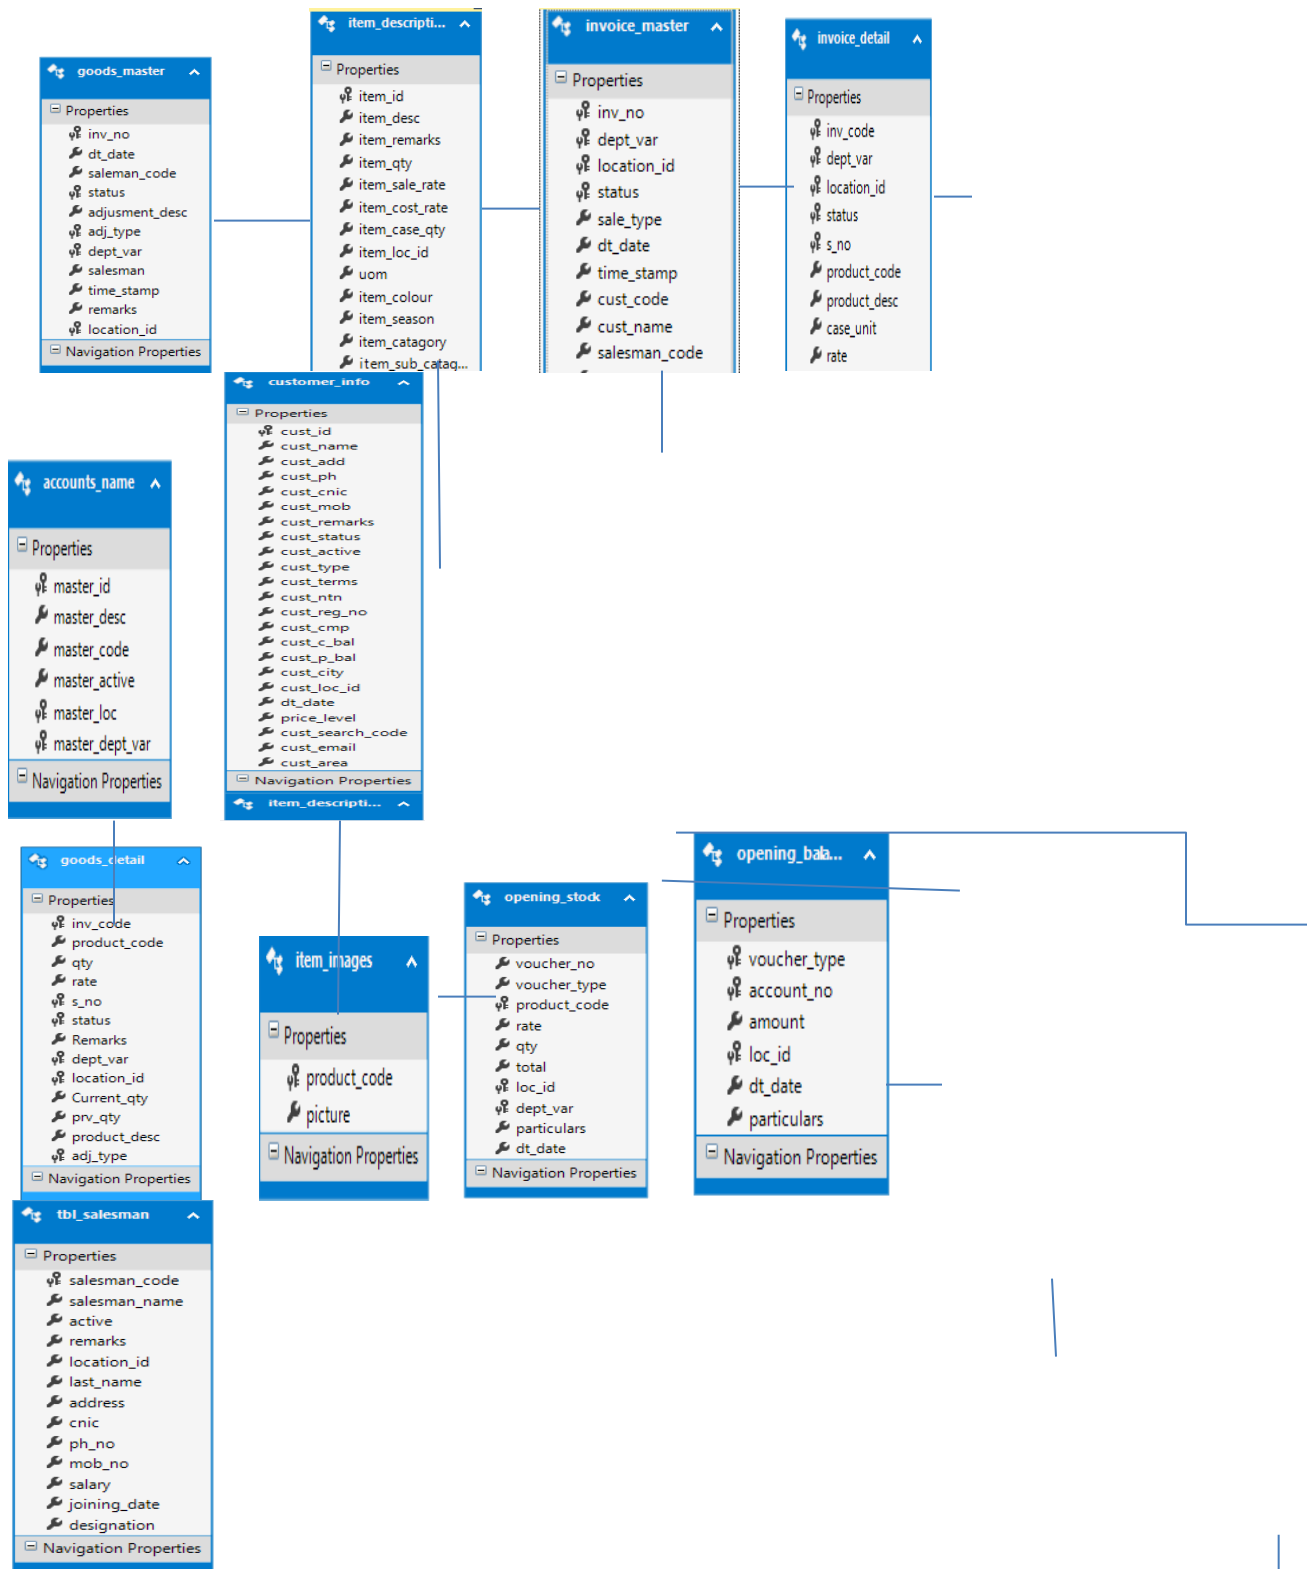 goods_master
Properties
inv_no
dt_date
saleman_code
status
adjusment_desc
adj_type
dept_var
salesman
time_stamp
remarks
location_id
Navigation Properties
item_descripti...
Properties
item_id
item_desc
item_remarks
item_qty
item_sale_rate
item_cost_rate
item_case_qty
item_loc_id
uom
item_colour
item_season
item_catagory
item_sub_catag...
invoice_master
Properties
inv_no
dept_var
location_id
status
sale_type
dt_date
time_stamp
cust_code
cust_name
salesman_code
invoice_detail
Properties
inv_code
dept_var
location_id
status
s_no
product_code
product_desc
case_unit
rate
customer_info
Properties
cust_id
cust_name
cust_add
cust_ph
cust_cnic
cust_mob
cust_remarks
cust_status
cust_active
cust_type
cust_terms
cust_ntn
cust_reg_no
cust_cmp
cust_c_bal
cust_p_bal
cust_city
cust_loc_id
dt_date
price_level
cust_search_code
cust_email
cust_area
Navigation Properties
item_descripti...
accounts_name
Properties
master_id
master_desc
master_code
master_active
master_loc
master_dept_var
Navigation Properties
goods_detail
Properties
inv_code
product_code
qty
rate
s_no
status
Remarks
dept_var
location_id
Current_qty
prv_qty
product_desc
adj_type
Navigation Properties
item_images
Properties
product_code
picture
Navigation Properties
opening_stock
Properties
voucher_no
voucher_type
product_code
rate
qty
total
loc_id
dept_var
particulars
dt_date
Navigation Properties
opening_bala...
Properties
voucher_type
account_no
amount
loc_id
dt_date
particulars
Navigation Properties
tbl_salesman
Properties
salesman_code
salesman_name
active
remarks
location_id
last_name
address
cnic
ph_no
mob_no
salary
joining_date
designation
Navigation Properties